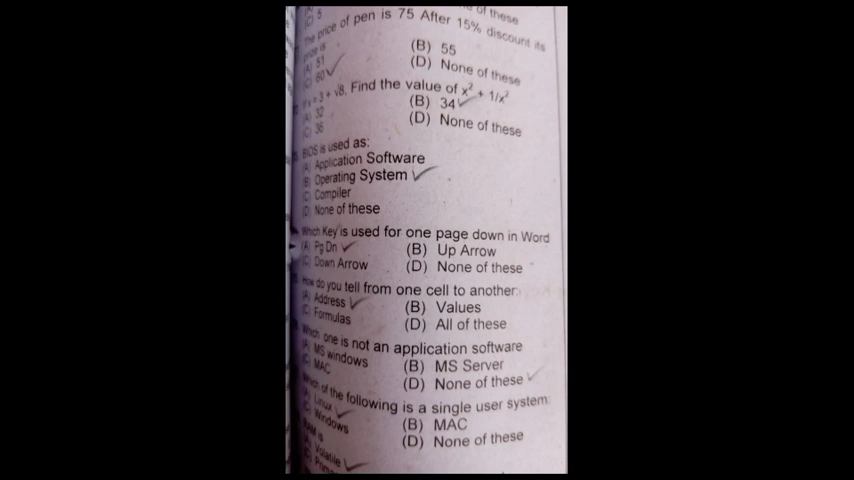 of these
(C) 5
The price of pen is 75 After 15% discount its
price is
(A) 51 (B) 55
(C) 60 (D) None of these
x = 3 + √8. Find the value of x² + 1/x²
(A) 32 (B) 34
(C) 36 (D) None of these
BIOS is used as:
(A) Application Software
(B) Operating System
(C) Compiler
(D) None of these
Which Key is used for one page down in Word
(A) Pg Dn (B) Up Arrow
(C) Down Arrow (D) None of these
How do you tell from one cell to another:
(A) Address (B) Values
(C) Formulas (D) All of these
Which one is not an application software
(A) MS windows (B) MS Server
(C) MAC (D) None of these
Which of the following is a single user system:
(A) Linux (B) MAC
(C) Windows (D) None of these
RAM is
(A) Volatile